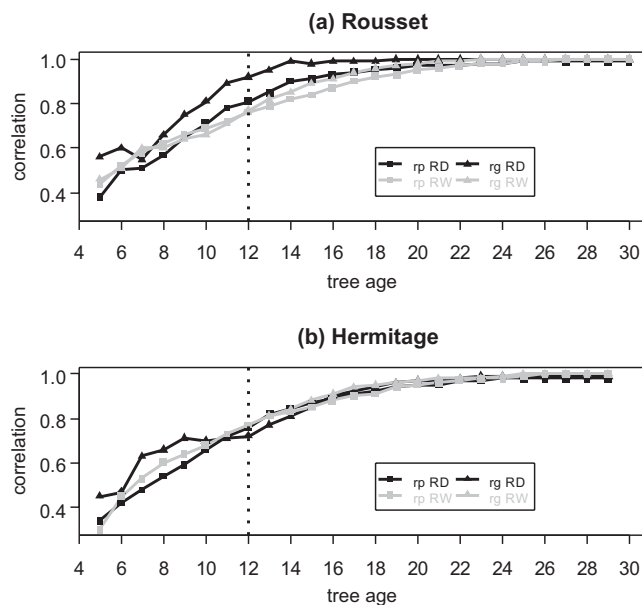 (a) Rousset
1.0
0.8
0.6
0.4
correlation
rp RD rg RD
rp RW rg RW
4 6 8 10 12 14 16 18 20 22 24 26 28 30
tree age
(b) Hermitage
1.0
0.8
0.6
0.4
correlation
rp RD rg RD
rp RW rg RW
4 6 8 10 12 14 16 18 20 22 24 26 28 30
tree age